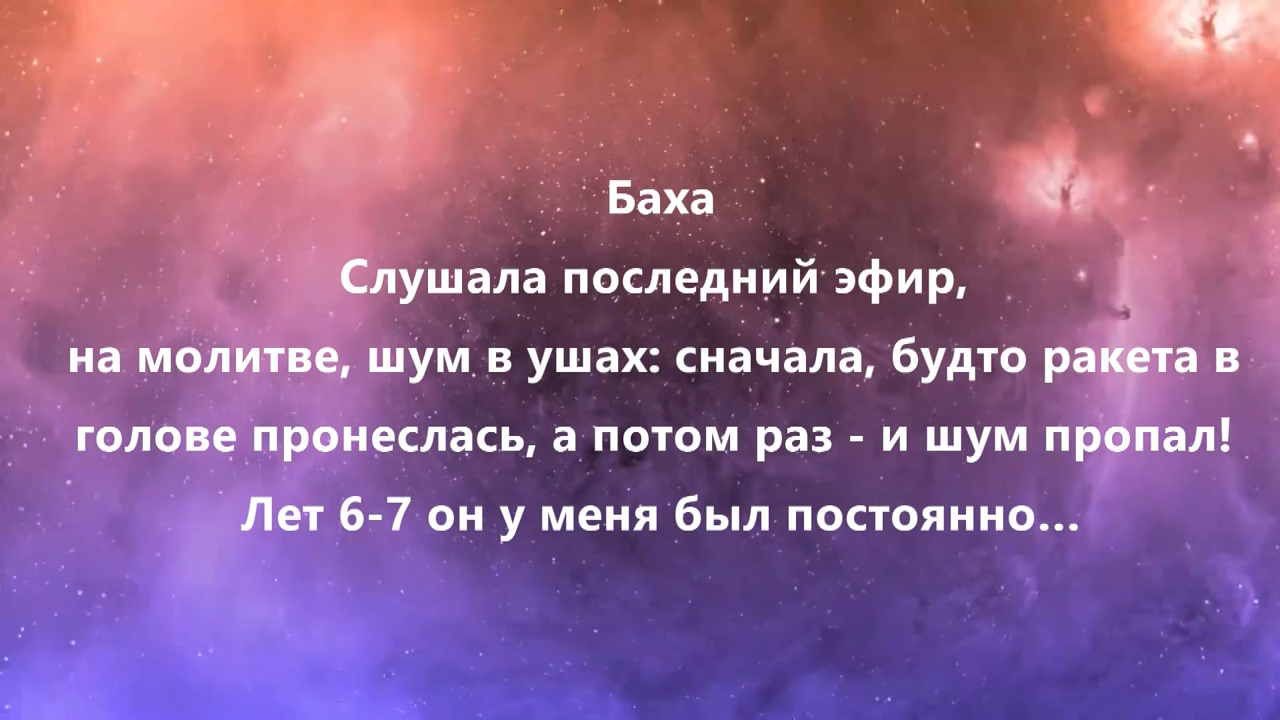 Баха
Слушала последний эфир,
на молитве, шум в ушах: сначала, будто ракета в
голове пронеслась, а потом раз - и шум пропал!
Лет 6-7 он у меня был постоянно...